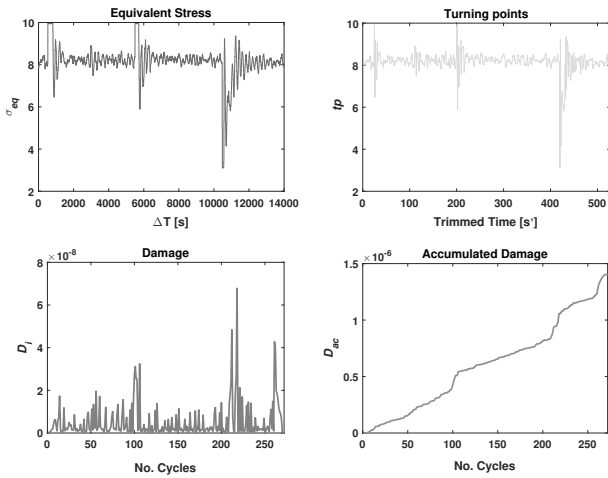 Equivalent Stress
10
8
6
4
2
σeq
0 2000 4000 6000 8000 10000 12000 14000
ΔT [s]
Turning points
10
8
6
4
2
tp
0 100 200 300 400 500
Trimmed Time [s']
Damage
×10-8
8
6
4
2
0
Di
0 50 100 150 200 250
No. Cycles
Accumulated Damage
×10-6
1.5
1
0.5
0
Dac
0 50 100 150 200 250
No. Cycles